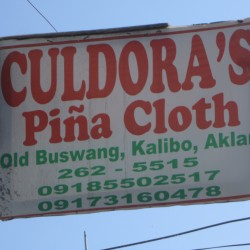 CULDORA'S
Piña Cloth
Old Buswang, Kalibo, Aklan
262 - 5515
09185502517
09173160478